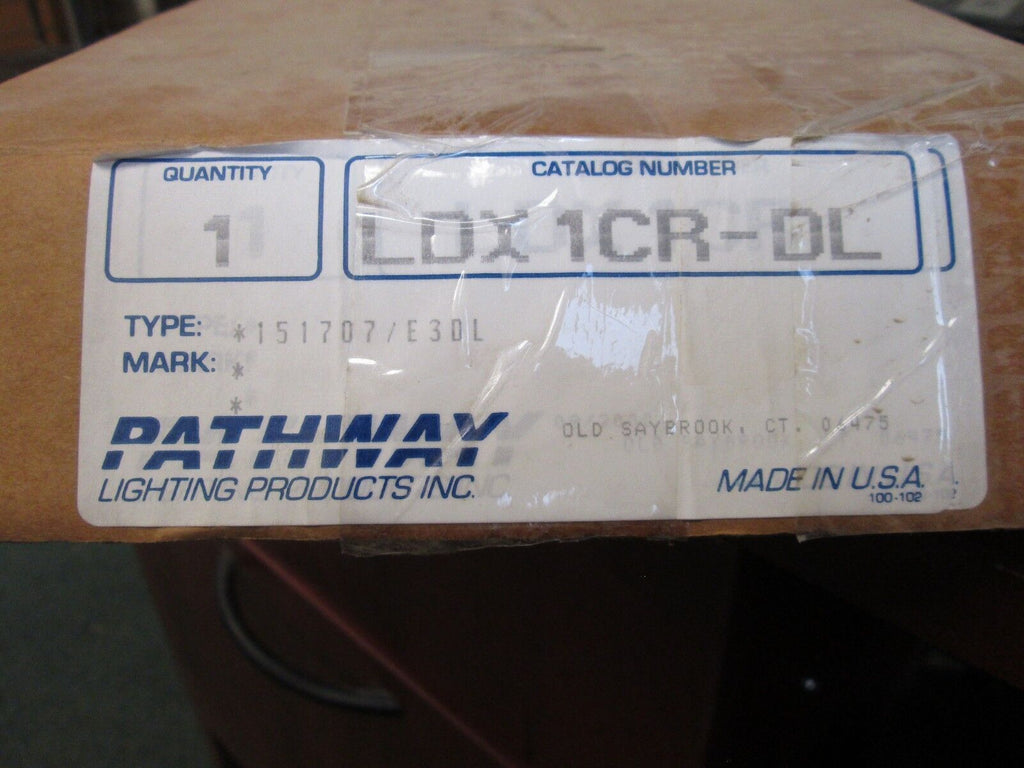 QUANTITY
1
CATALOG NUMBER
LDX1CR-DL
TYPE: *151707/E3DL
MARK: *
*
PATHWAY
LIGHTING PRODUCTS INC.
OLD SAYBROOK, CT. 06475
MADE IN U.S.A.
100-102